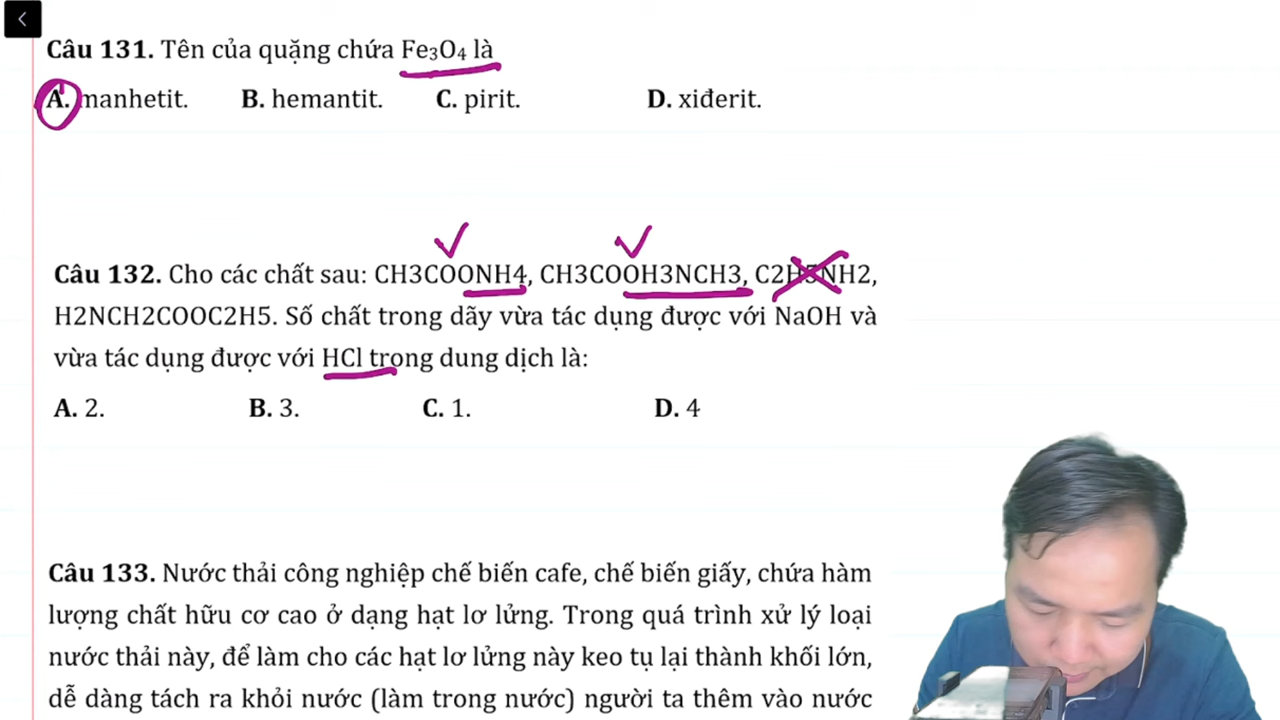 Câu 131. Tên của quặng chứa Fe₃O₄ là
A. manhetit. B. hemantit. C. pirit. D. xiđerit.
Câu 132. Cho các chất sau: CH3COONH4, CH3COOH3NCH3, C2H5NH2,
H2NCH2COOC2H5. Số chất trong dãy vừa tác dụng được với NaOH và
vừa tác dụng được với HCl trong dung dịch là:
A. 2. B. 3. C. 1. D. 4
Câu 133. Nước thải công nghiệp chế biến cafe, chế biến giấy, chứa hàm
lượng chất hữu cơ cao ở dạng hạt lơ lửng. Trong quá trình xử lý loại
nước thải này, để làm cho các hạt lơ lửng này keo tụ lại thành khối lớn,
dễ dàng tách ra khỏi nước (làm trong nước) người ta thêm vào nước